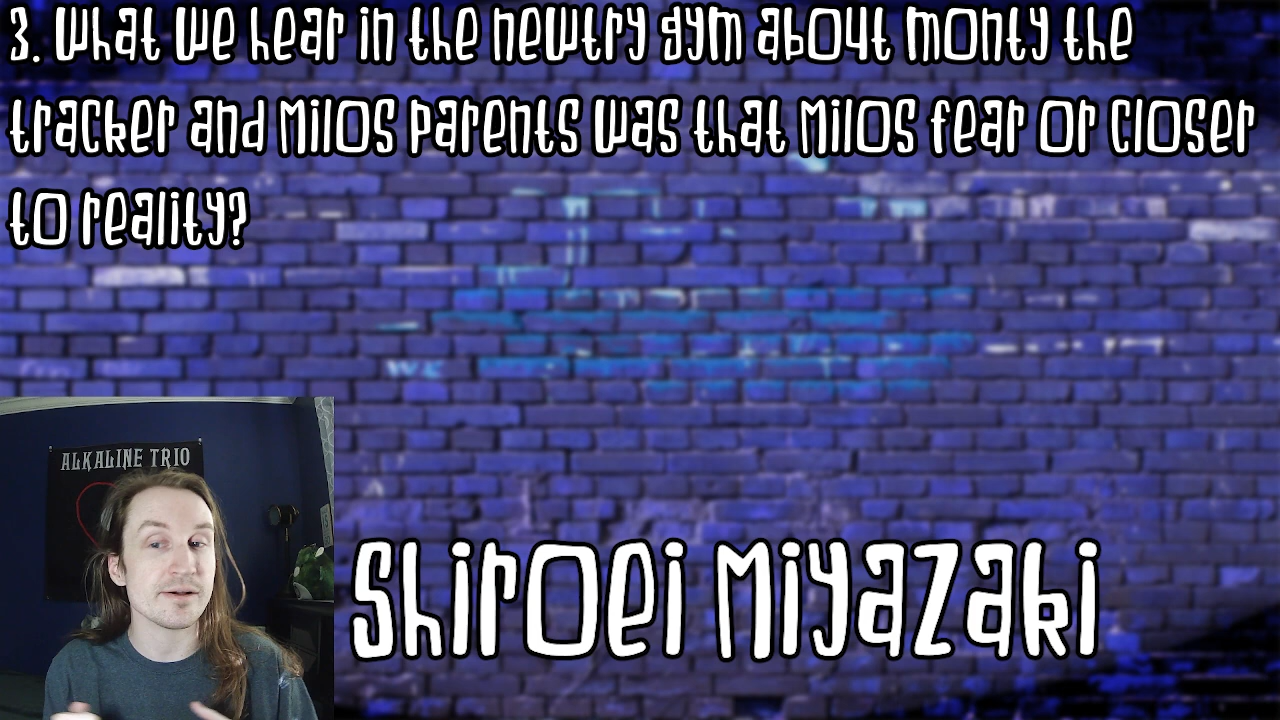 3. What we hear in the newtry gym about monty the
tracker and Milos parents was that Milos fear or closer
to reality?
ALKALINE TRIO
Shiroei Miyazaki